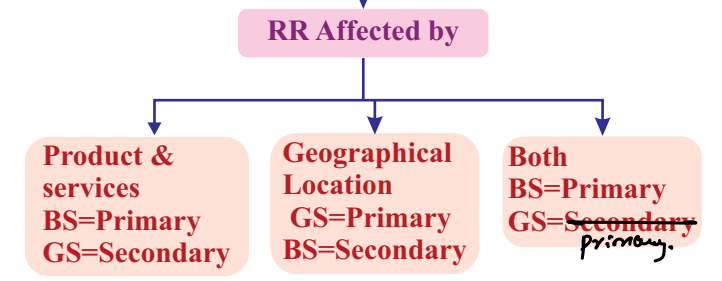 RR Affected by
Product &
services
BS=Primary
GS=Secondary
Geographical
Location
GS=Primary
BS=Secondary
Both
BS=Primary
GS=Secondary
primary.